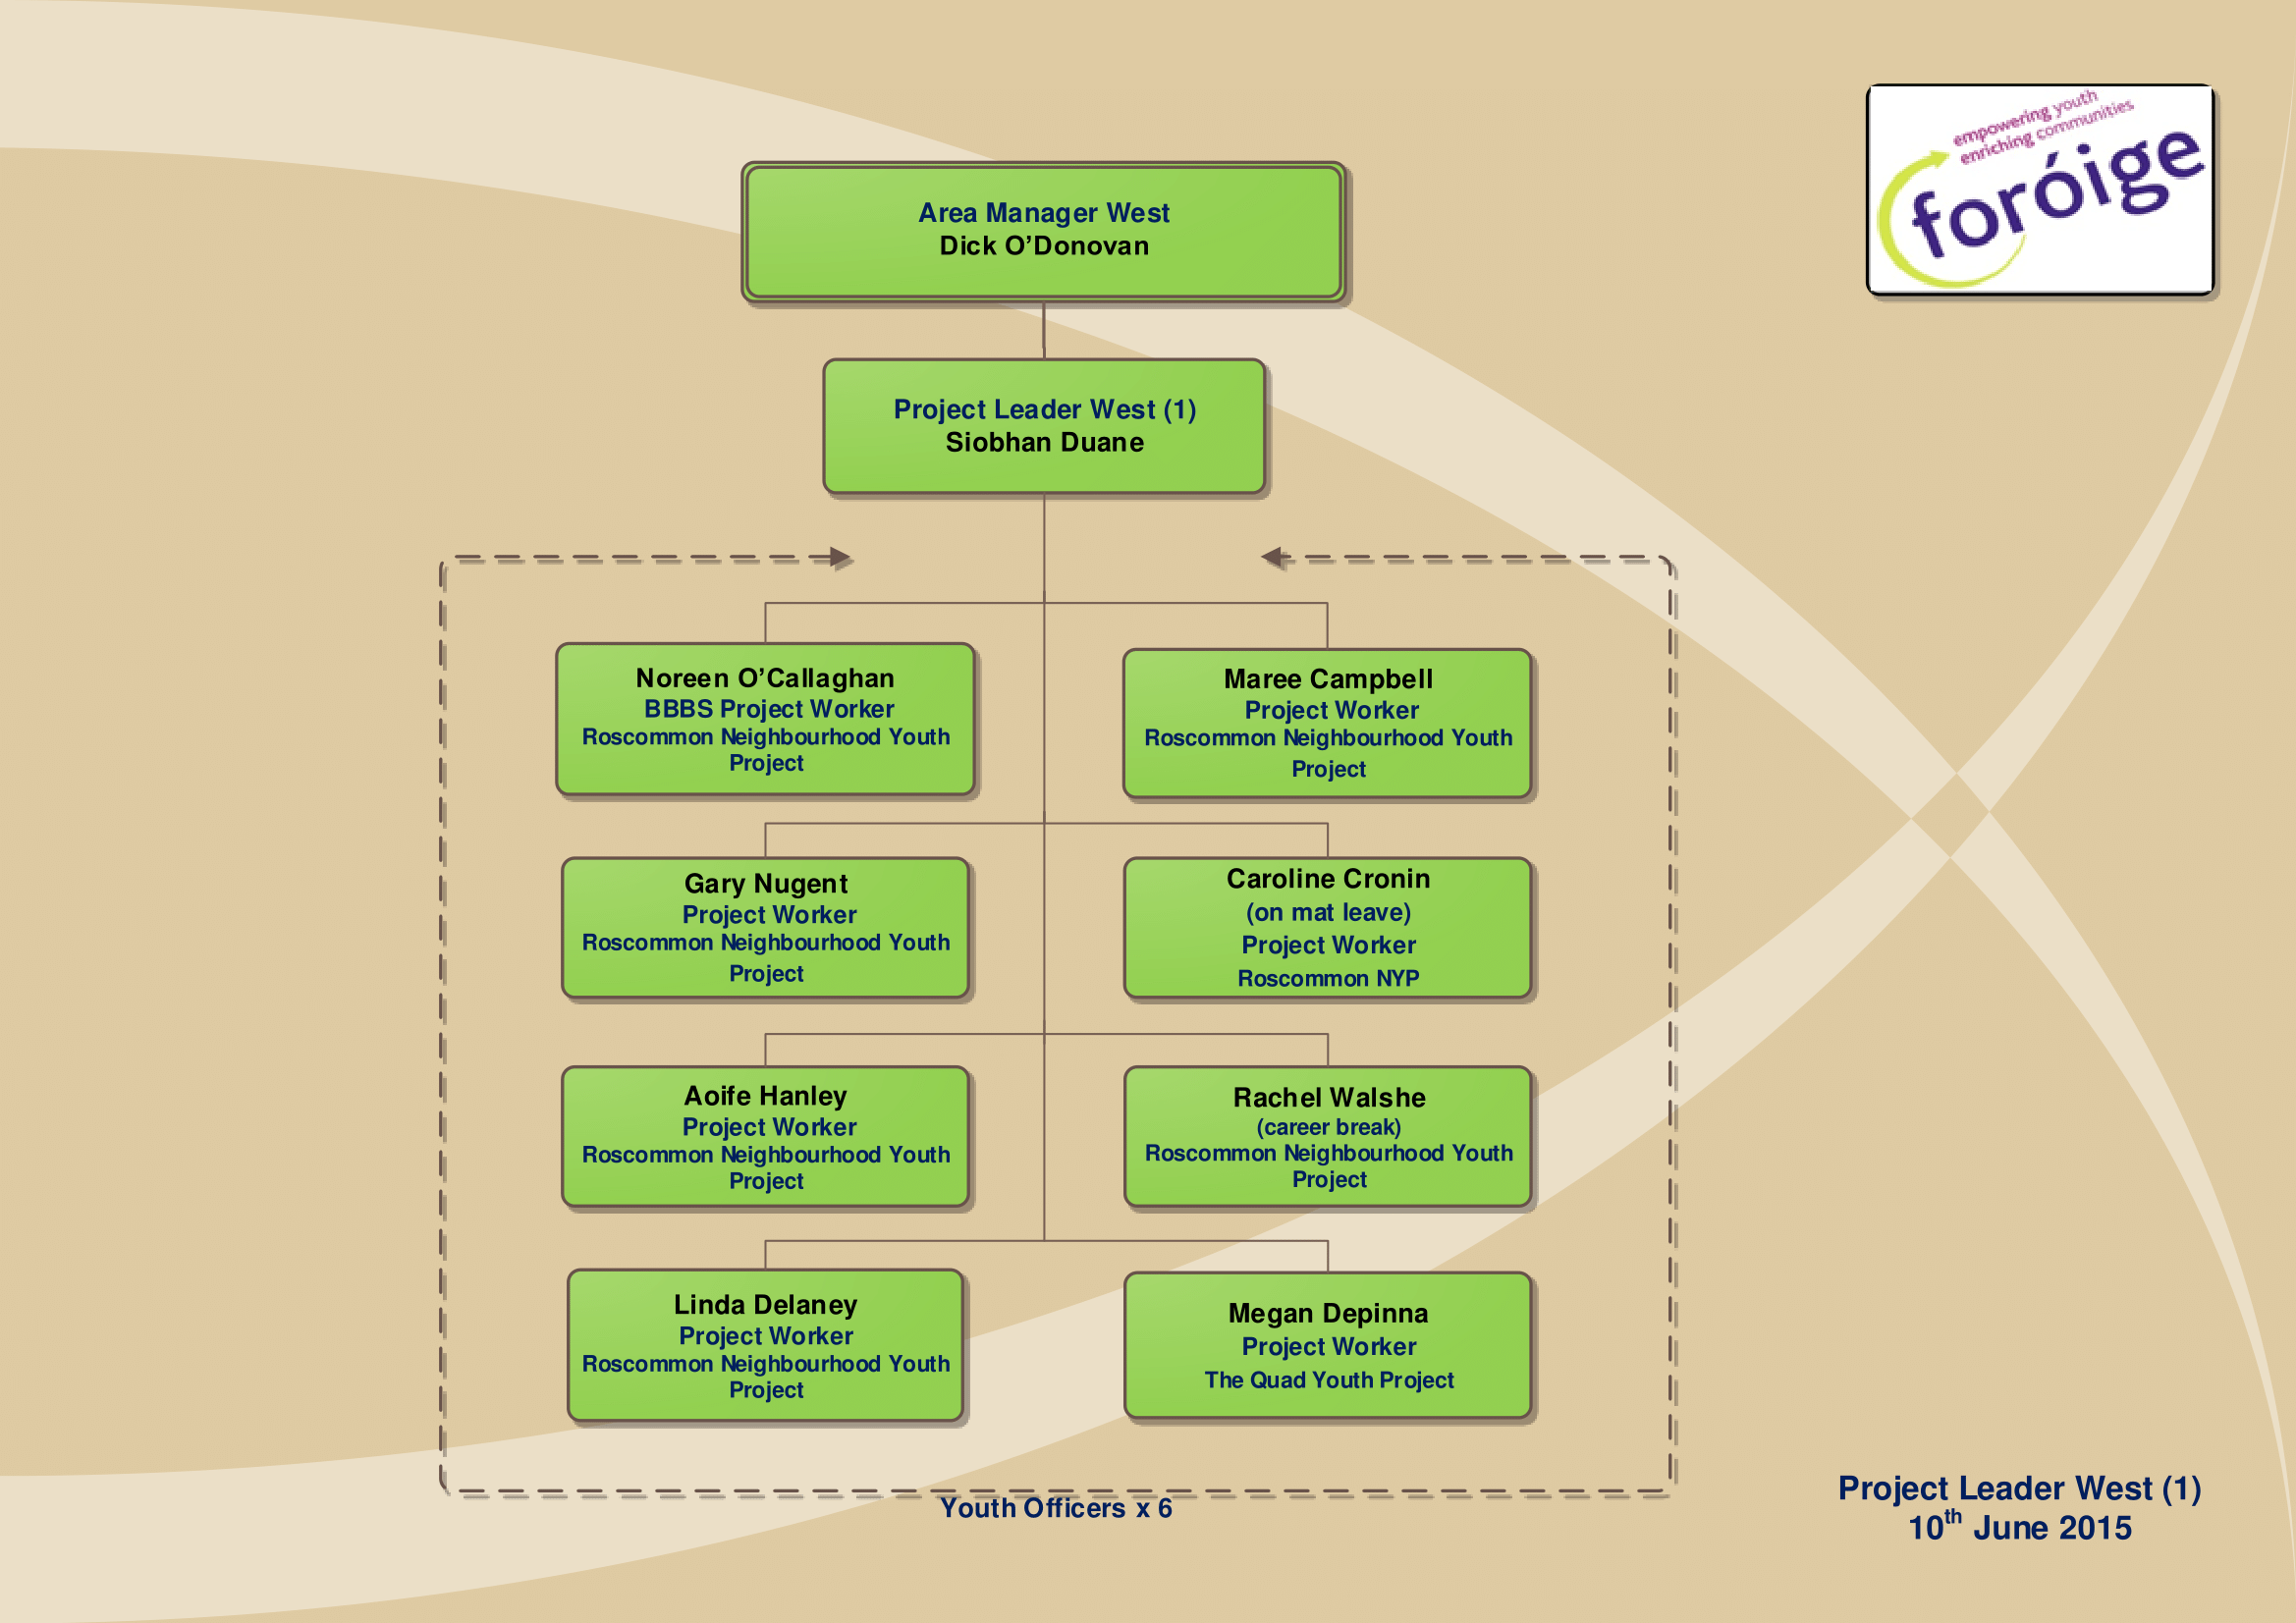 empowering youth
enriching communities
foróige
Area Manager West
Dick O’Donovan
Project Leader West (1)
Siobhan Duane
Noreen O’Callaghan
BBBS Project Worker
Roscommon Neighbourhood Youth
Project
Maree Campbell
Project Worker
Roscommon Neighbourhood Youth
Project
Gary Nugent
Project Worker
Roscommon Neighbourhood Youth
Project
Caroline Cronin
(on mat leave)
Project Worker
Roscommon NYP
Aoife Hanley
Project Worker
Roscommon Neighbourhood Youth
Project
Rachel Walshe
(career break)
Roscommon Neighbourhood Youth
Project
Linda Delaney
Project Worker
Roscommon Neighbourhood Youth
Project
Megan Depinna
Project Worker
The Quad Youth Project
Youth Officers x 6
Project Leader West (1)
10th June 2015